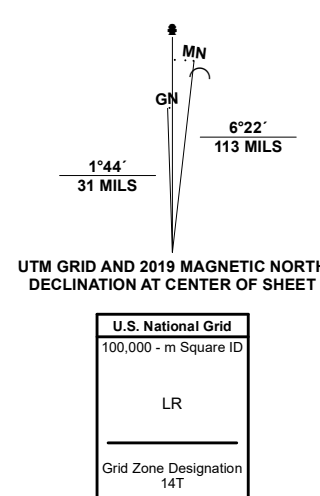 MN
GN
6°22´
113 MILS
1°44´
31 MILS
UTM GRID AND 2019 MAGNETIC NORTH
DECLINATION AT CENTER OF SHEET
U.S. National Grid
100,000 - m Square ID
LR
Grid Zone Designation
14T